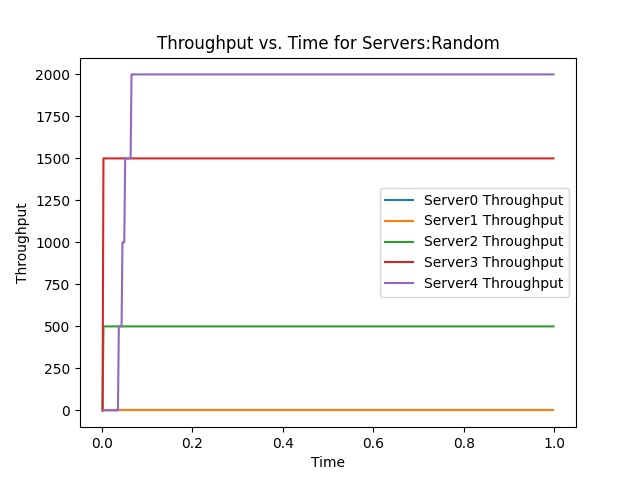 Throughput vs. Time for Servers:Random
2000
1750
1500
1250
1000
750
500
250
0
Throughput
Server0 Throughput
Server1 Throughput
Server2 Throughput
Server3 Throughput
Server4 Throughput
0.0 0.2 0.4 0.6 0.8 1.0
Time